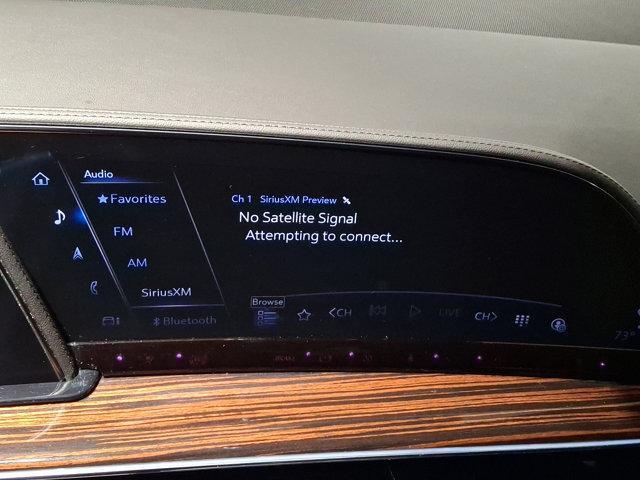 Audio
Favorites
FM
AM
SiriusXM
Bluetooth
Ch 1 SiriusXM Preview
No Satellite Signal
Attempting to connect...
Browse
<CH
LIVE
CH>
73°